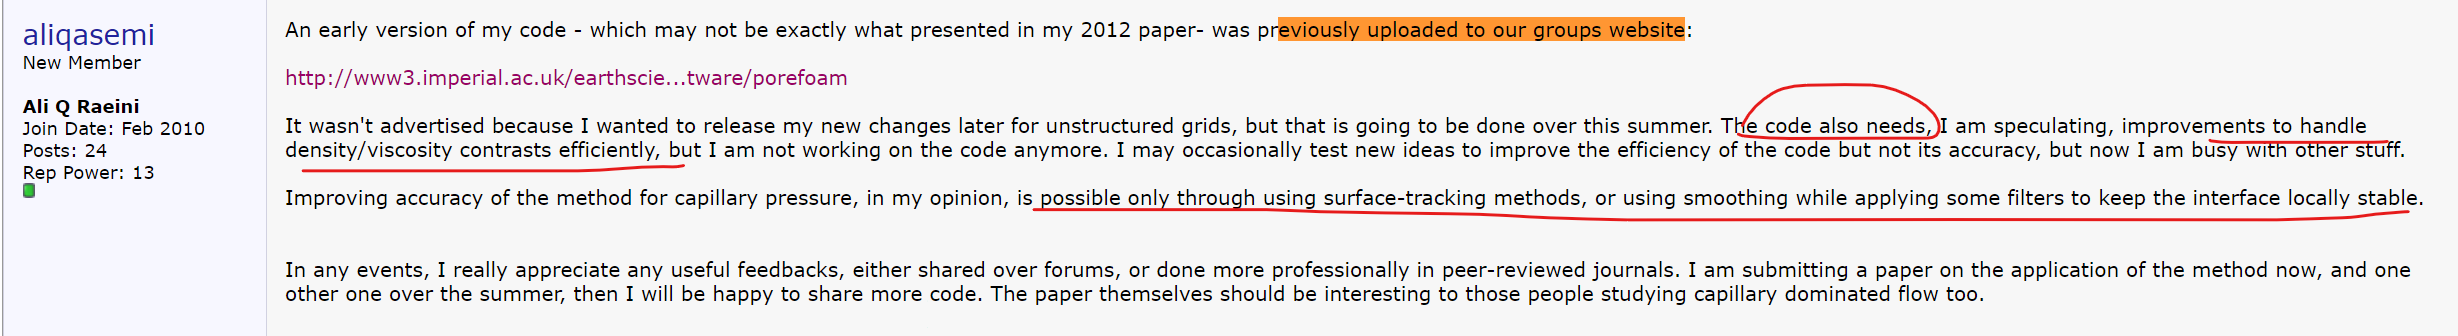 aliqasemi
New Member
Ali Q Raeini
Join Date: Feb 2010
Posts: 24
Rep Power: 13
An early version of my code - which may not be exactly what presented in my 2012 paper- was previously uploaded to our groups website:
http://www3.imperial.ac.uk/earthscie...tware/porefoam
It wasn't advertised because I wanted to release my new changes later for unstructured grids, but that is going to be done over this summer. The code also needs, I am speculating, improvements to handle
density/viscosity contrasts efficiently, but I am not working on the code anymore. I may occasionally test new ideas to improve the efficiency of the code but not its accuracy, but now I am busy with other stuff.
Improving accuracy of the method for capillary pressure, in my opinion, is possible only through using surface-tracking methods, or using smoothing while applying some filters to keep the interface locally stable.
In any events, I really appreciate any useful feedbacks, either shared over forums, or done more professionally in peer-reviewed journals. I am submitting a paper on the application of the method now, and one
other one over the summer, then I will be happy to share more code. The paper themselves should be interesting to those people studying capillary dominated flow too.